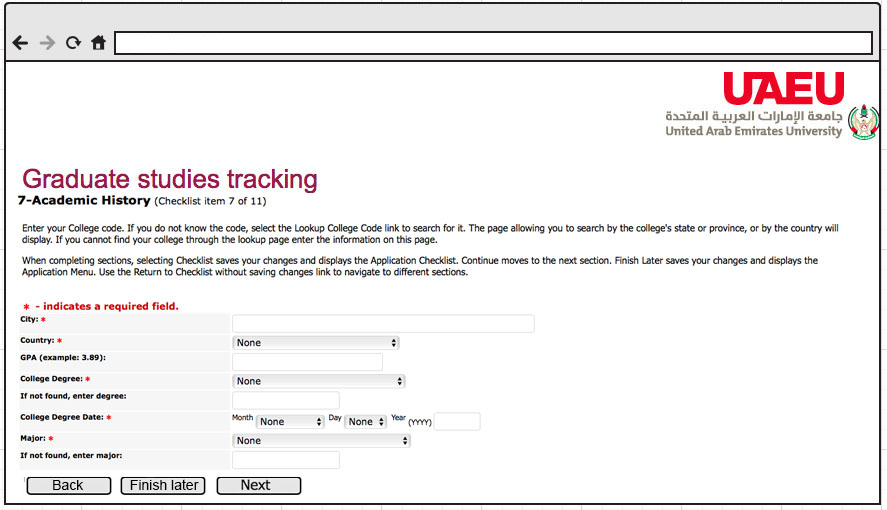 UAEU
جامعة الإمارات العربية المتحدة
United Arab Emirates University
Graduate studies tracking
7-Academic History (Checklist item 7 of 11)
Enter your College code. If you do not know the code, select the Lookup College Code link to search for it. The page allowing you to search by the college's state or province, or by the country will
display. If you cannot find your college through the lookup page enter the information on this page.
When completing sections, selecting Checklist saves your changes and displays the Application Checklist. Continue moves to the next section. Finish Later saves your changes and displays the
Application Menu. Use the Return to Checklist without saving changes link to navigate to different sections.
* - indicates a required field.
City: *
Country: * None
GPA (example: 3.89):
College Degree: * None
If not found, enter degree:
College Degree Date: * Month None Day None Year (YYYY)
Major: * None
If not found, enter major:
Back Finish later Next